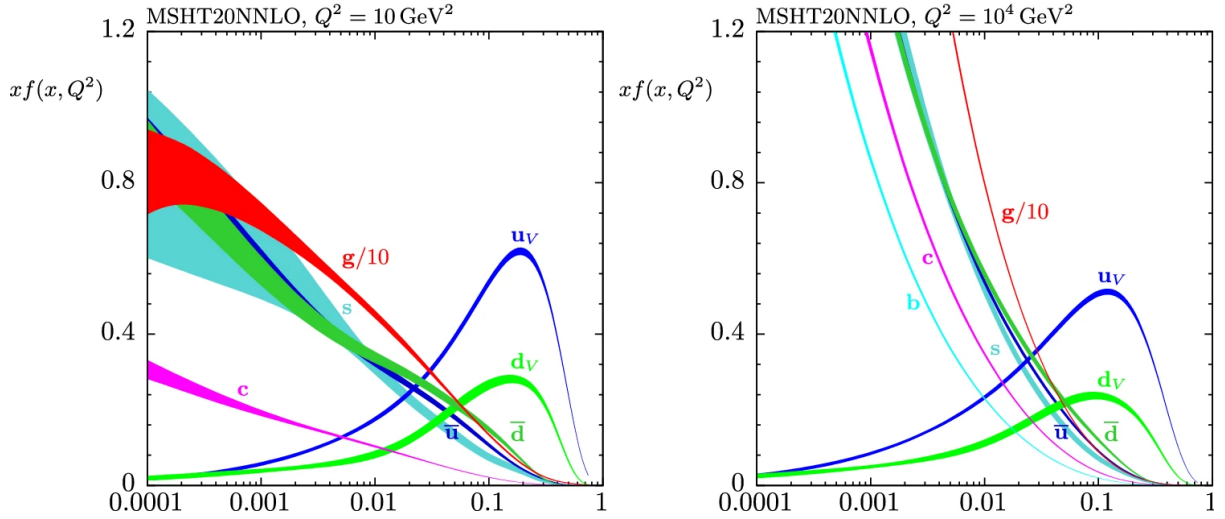 MSHT20NNLO, Q² = 10 GeV²
1.2
xf(x, Q²)
0.8
0.4
0
0.0001
0.001
0.01
0.1
1
g/10
s
c
u_V
d_V
u̅
d̅
MSHT20NNLO, Q² = 10⁴ GeV²
1.2
xf(x, Q²)
0.8
0.4
0
0.0001
0.001
0.01
0.1
1
g/10
c
b
s
u_V
d_V
u̅
d̅